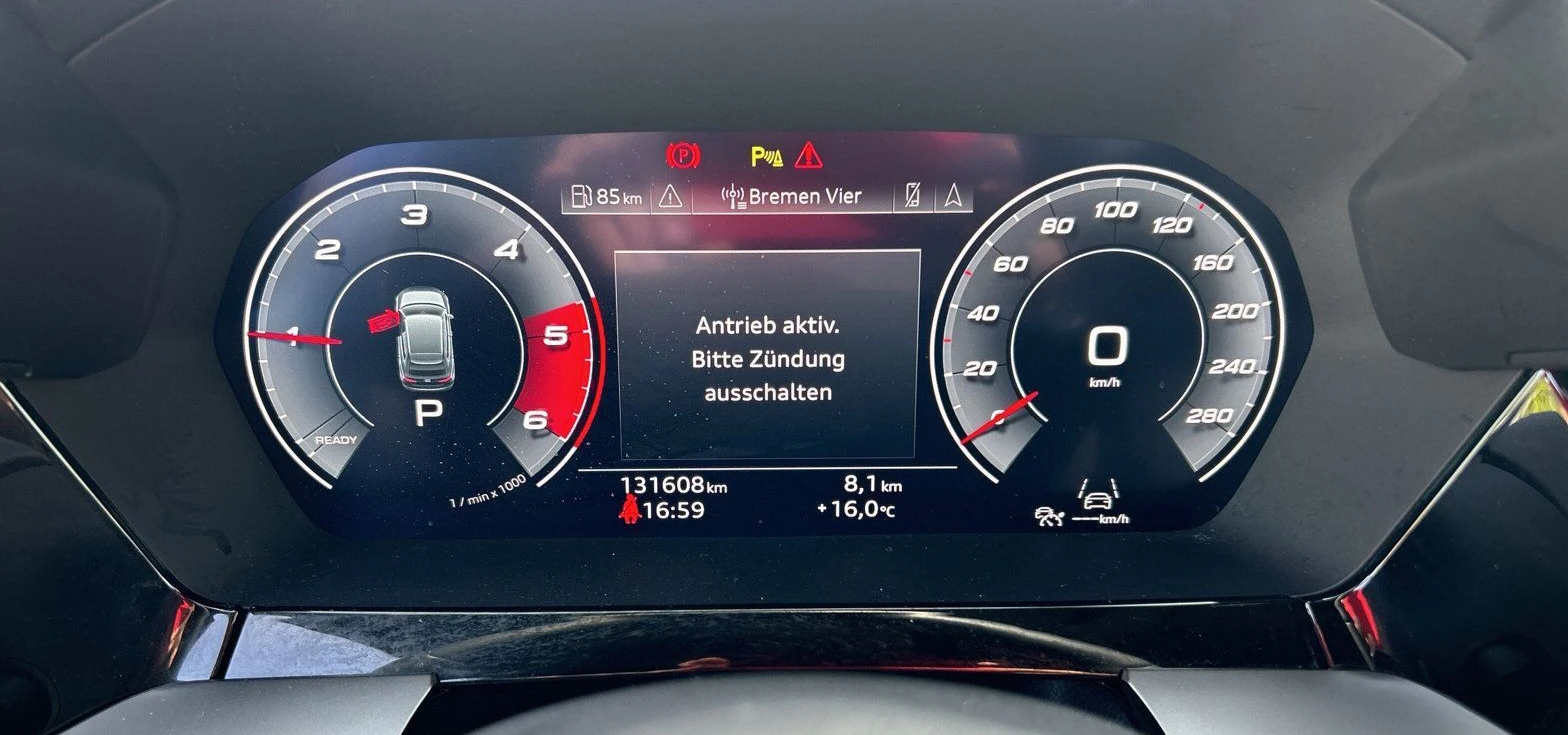 P P
85 km Bremen Vier
1 2 3 4 5 6
READY
P
1 / min x 1000
Antrieb aktiv.
Bitte Zündung
ausschalten
131608 km 8,1 km
16:59 +16,0 °C
0 20 40 60 80 100 120 160 200 240 280
0
km/h
---km/h